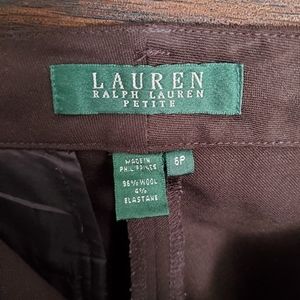 LAUREN
RALPH LAUREN
PETITE
MADE IN
PHILIPPINES
96% WOOL
4%
ELASTANE
6P